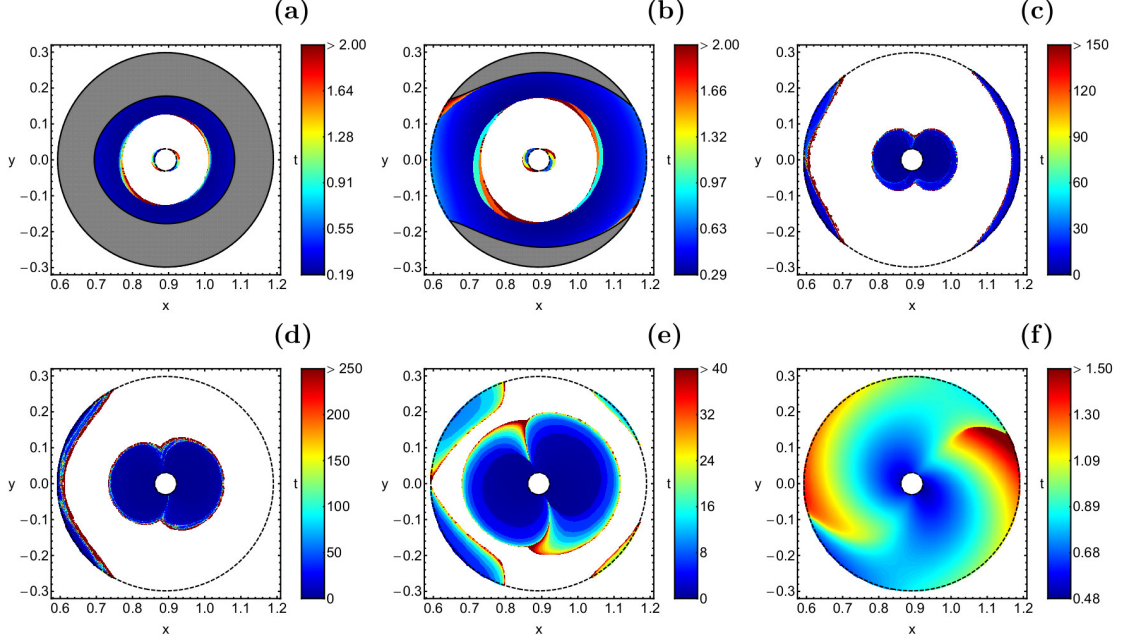 (a) (b) (c)
0.3 > 2.00 0.3 > 2.00 0.3 > 150
0.2 1.64 0.2 1.66 0.2 120
0.1 1.28 0.1 1.32 0.1 90
y 0.0 t y 0.0 t y 0.0 t
−0.1 0.91 −0.1 0.97 −0.1 60
−0.2 0.55 −0.2 0.63 −0.2 30
−0.3 0.19 −0.3 0.29 −0.3 0
0.6 0.7 0.8 0.9 1.0 1.1 1.2 0.6 0.7 0.8 0.9 1.0 1.1 1.2 0.6 0.7 0.8 0.9 1.0 1.1 1.2
x x x
(d) (e) (f)
0.3 > 250 0.3 > 40 0.3 > 1.50
0.2 200 0.2 32 0.2 1.30
0.1 150 0.1 24 0.1 1.09
y 0.0 t y 0.0 t y 0.0 t
−0.1 100 −0.1 16 −0.1 0.89
−0.2 50 −0.2 8 −0.2 0.68
−0.3 0 −0.3 0 −0.3 0.48
0.6 0.7 0.8 0.9 1.0 1.1 1.2 0.6 0.7 0.8 0.9 1.0 1.1 1.2 0.6 0.7 0.8 0.9 1.0 1.1 1.2
x x x